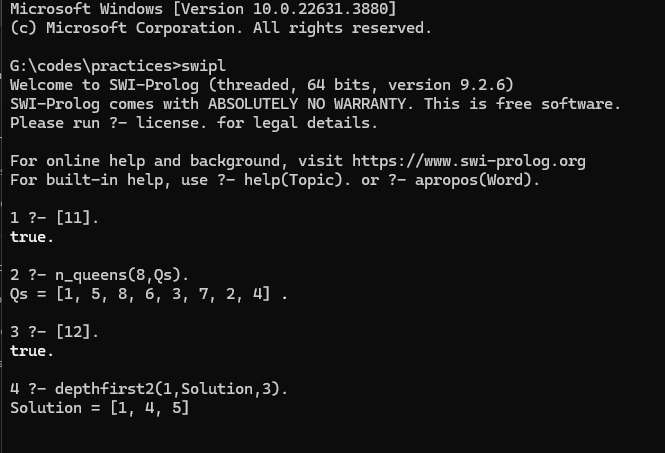 Microsoft Windows [Version 10.0.22631.3880]
(c) Microsoft Corporation. All rights reserved.
G:\codes\practices>swipl
Welcome to SWI-Prolog (threaded, 64 bits, version 9.2.6)
SWI-Prolog comes with ABSOLUTELY NO WARRANTY. This is free software.
Please run ?- license. for legal details.
For online help and background, visit https://www.swi-prolog.org
For built-in help, use ?- help(Topic). or ?- apropos(Word).
1 ?- [11].
true.
2 ?- n_queens(8,Qs).
Qs = [1, 5, 8, 6, 3, 7, 2, 4] .
3 ?- [12].
true.
4 ?- depthfirst2(1,Solution,3).
Solution = [1, 4, 5]